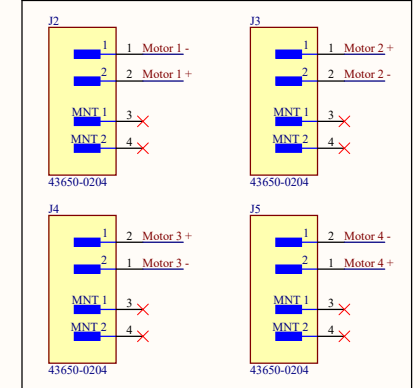 J2
1 1 Motor 1 -
2 2 Motor 1 +
MNT 1 3
MNT 2 4
43650-0204
J3
1 1 Motor 2 +
2 2 Motor 2 -
MNT 1 3
MNT 2 4
43650-0204
J4
1 2 Motor 3 +
2 1 Motor 3 -
MNT 1 3
MNT 2 4
43650-0204
J5
1 2 Motor 4 -
2 1 Motor 4 +
MNT 1 3
MNT 2 4
43650-0204